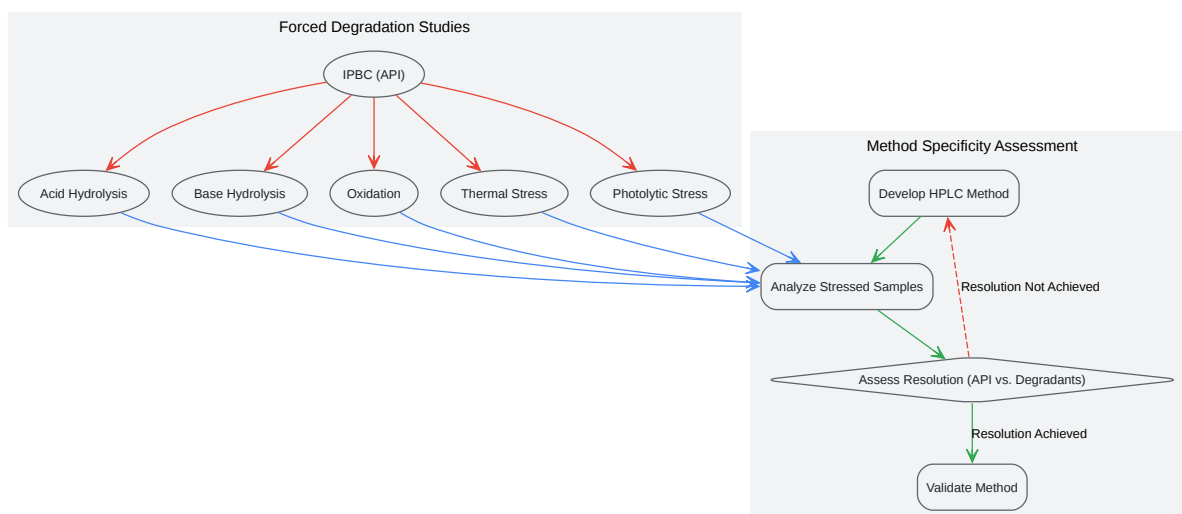 Forced Degradation Studies
IPBC (API)
Acid Hydrolysis
Base Hydrolysis
Oxidation
Thermal Stress
Photolytic Stress
Method Specificity Assessment
Develop HPLC Method
Analyze Stressed Samples
Resolution Not Achieved
Assess Resolution (API vs. Degradants)
Resolution Achieved
Validate Method